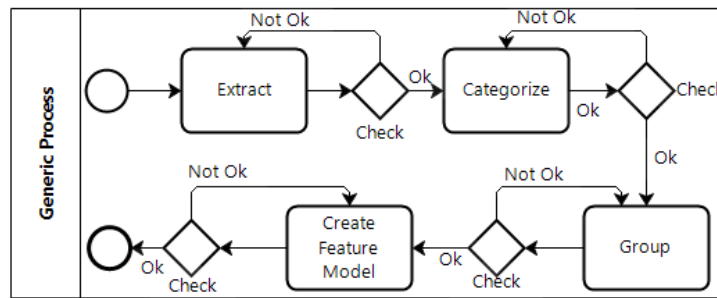 Generic Process
Not Ok
Not Ok
Extract
Ok
Categorize
Ok
Check
Check
Ok
Not Ok
Not Ok
Create
Feature
Model
Group
Ok
Check
Ok
Check